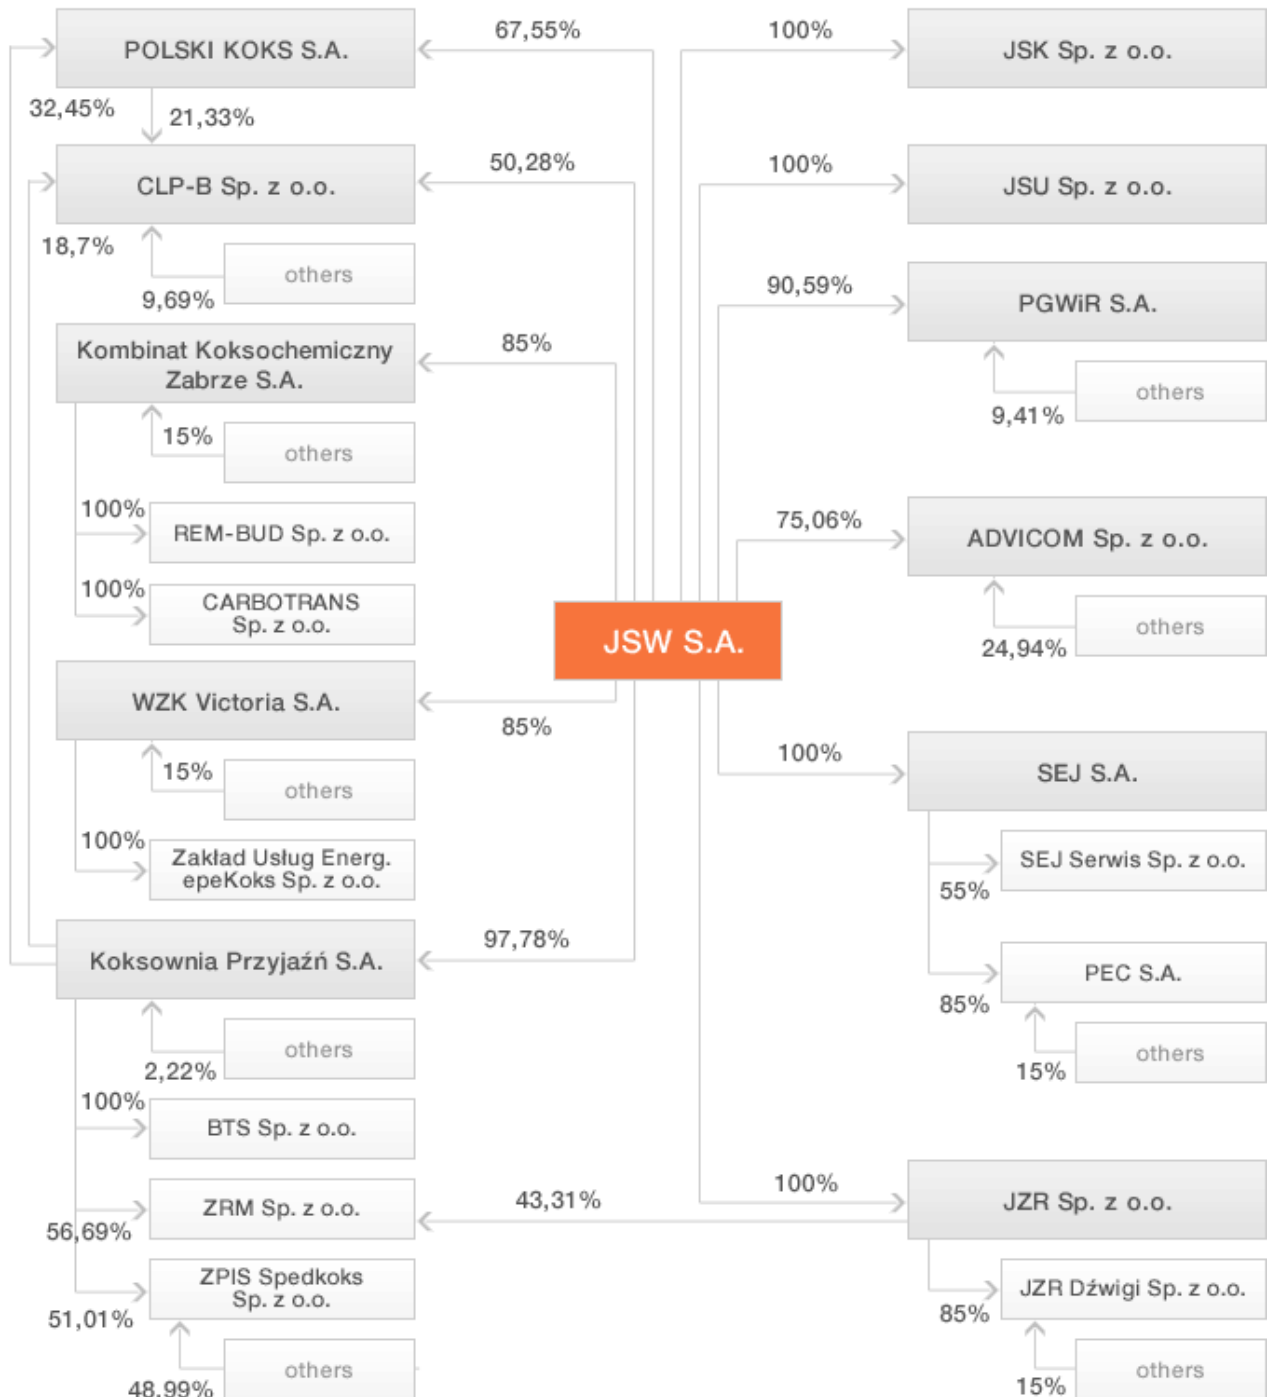 POLSKI KOKS S.A.
67,55%
100%
JSK Sp. z o.o.
32,45%
21,33%
CLP-B Sp. z o.o.
50,28%
100%
JSU Sp. z o.o.
18,7%
others
9,69%
90,59%
PGWiR S.A.
others
9,41%
Kombinat Koksochemiczny
Zabrze S.A.
85%
15%
others
100%
REM-BUD Sp. z o.o.
100%
CARBOTRANS
Sp. z o.o.
75,06%
ADVICOM Sp. z o.o.
others
24,94%
JSW S.A.
WZK Victoria S.A.
85%
15%
others
100%
Zakład Usług Energ.
epeKoks Sp. z o.o.
100%
SEJ S.A.
SEJ Serwis Sp. z o.o.
55%
PEC S.A.
85%
others
15%
Koksownia Przyjaźń S.A.
97,78%
others
2,22%
100%
BTS Sp. z o.o.
ZRM Sp. z o.o.
56,69%
43,31%
100%
JZR Sp. z o.o.
ZPIS Spedkoks
Sp. z o.o.
51,01%
others
48,99%
JZR Dźwigi Sp. z o.o.
85%
others
15%